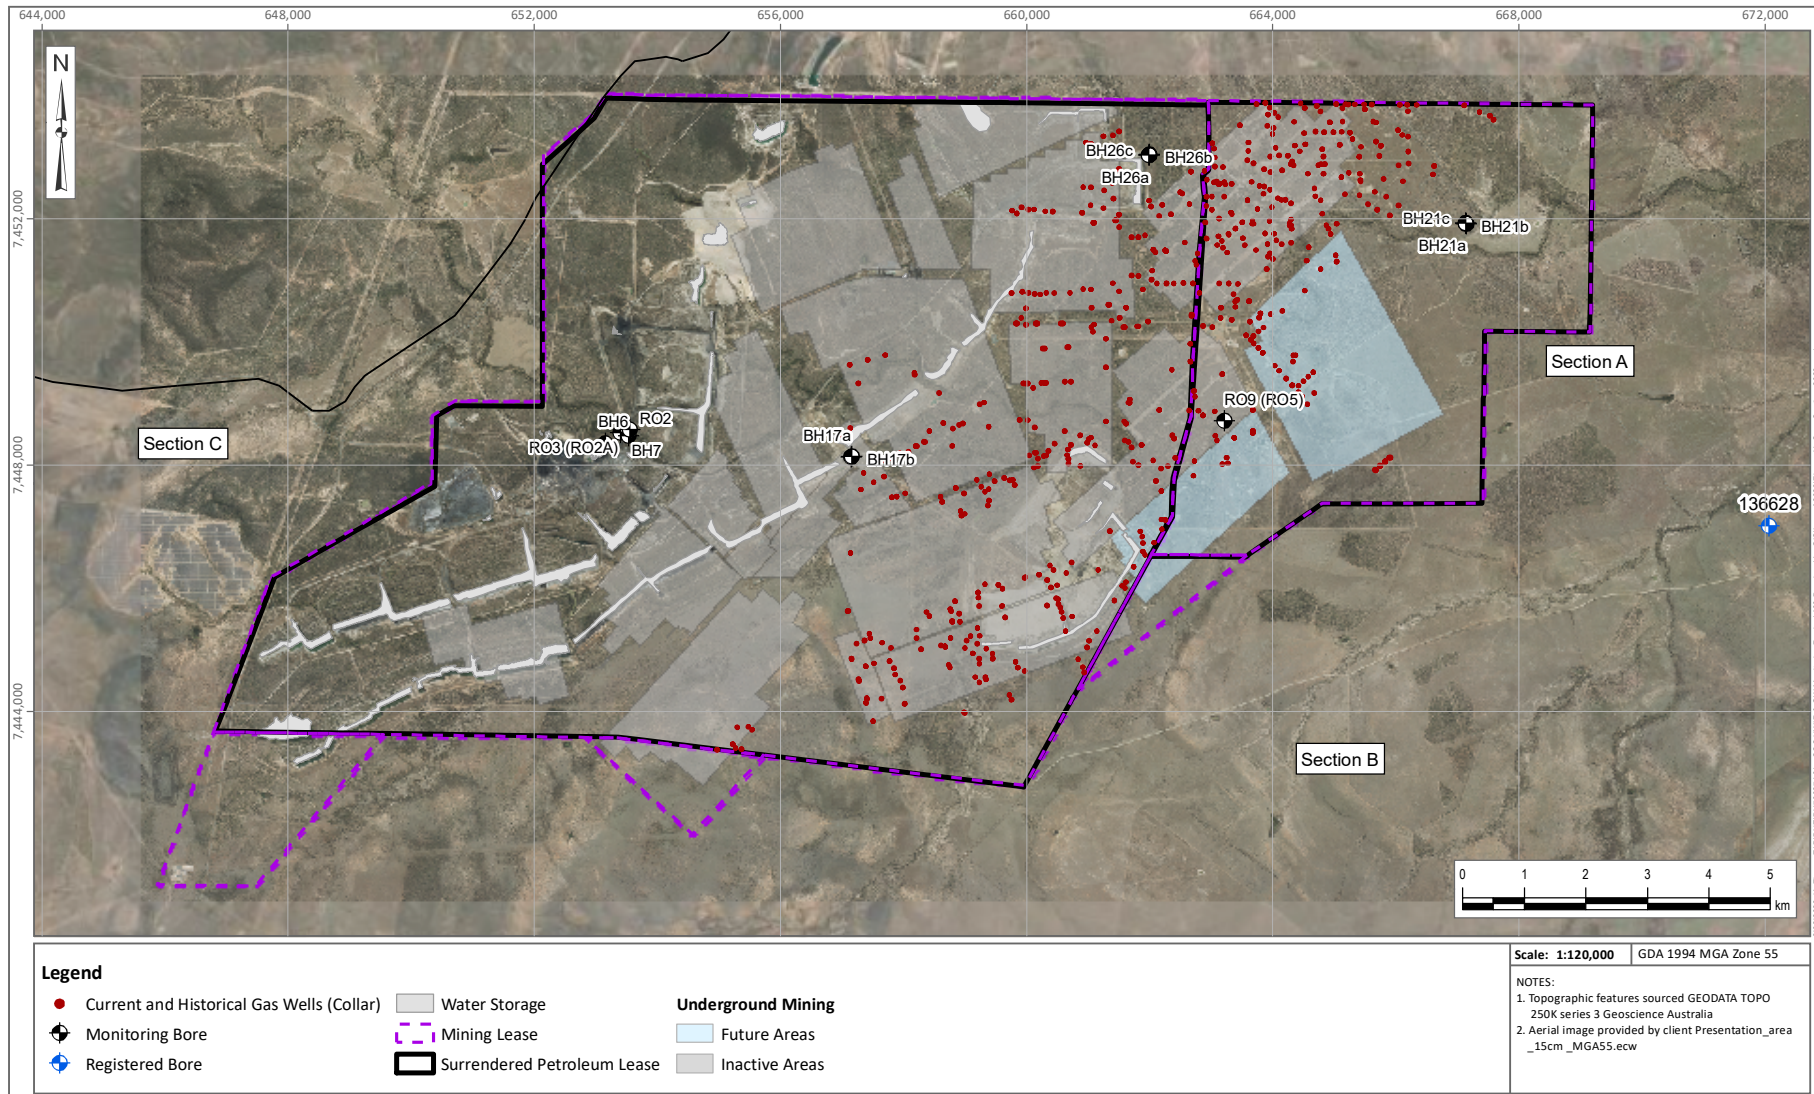 644,000
648,000
652,000
656,000
660,000
664,000
668,000
672,000
N
7,452,000
7,448,000
7,444,000
BH26c
BH26b
BH26a
BH21c
BH21b
BH21a
Section A
RO9 (RO5)
BH6
RO2
RO3 (RO2A)
BH7
BH17a
BH17b
Section C
136628
Section B
0 1 2 3 4 5
km
Legend
Current and Historical Gas Wells (Collar)
Monitoring Bore
Registered Bore
Water Storage
Mining Lease
Surrendered Petroleum Lease
Underground Mining
Future Areas
Inactive Areas
Scale: 1:120,000
GDA 1994 MGA Zone 55
NOTES:
1. Topographic features sourced GEODATA TOPO
250K series 3 Geoscience Australia
2. Aerial image provided by client Presentation_area
_15cm _MGA55.ecw